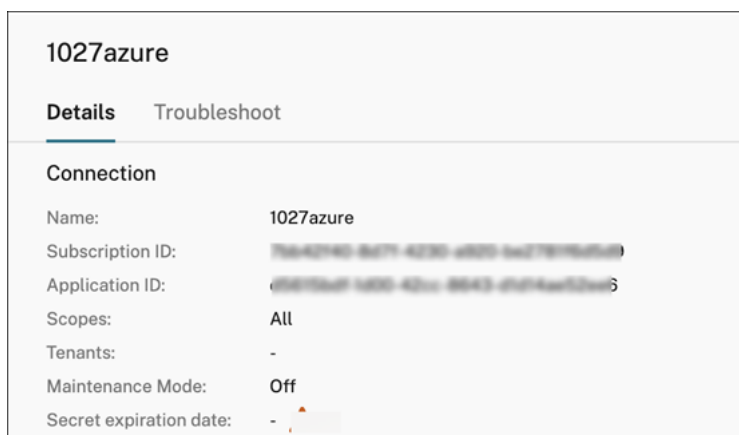 1027azure
Details Troubleshoot
Connection
Name: 1027azure
Subscription ID:
Application ID:
Scopes: All
Tenants: -
Maintenance Mode: Off
Secret expiration date: -